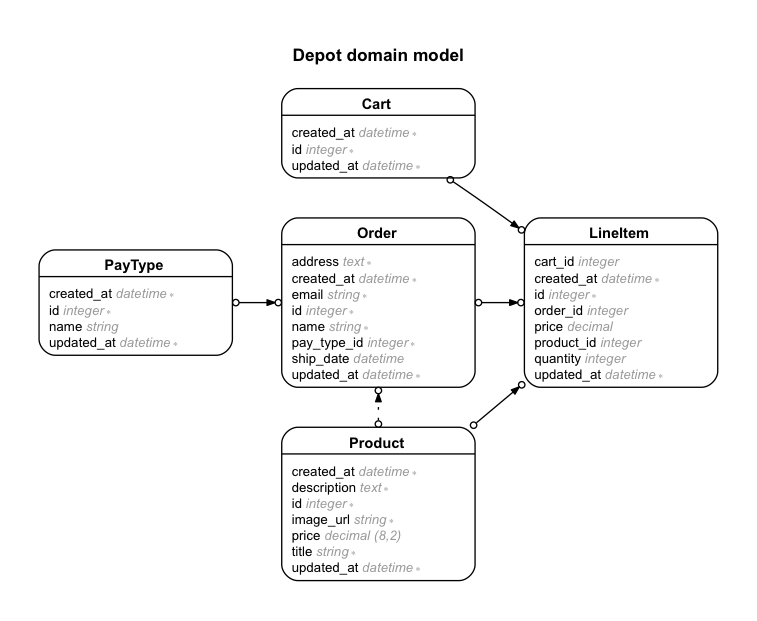 Depot domain model
Cart
created_at datetime *
id integer *
updated_at datetime *
PayType
created_at datetime *
id integer *
name string
updated_at datetime *
Order
address text *
created_at datetime *
email string *
id integer *
name string *
pay_type_id integer *
ship_date datetime
updated_at datetime *
LineItem
cart_id integer
created_at datetime *
id integer *
order_id integer
price decimal
product_id integer
quantity integer
updated_at datetime *
Product
created_at datetime *
description text *
id integer *
image_url string *
price decimal (8,2)
title string *
updated_at datetime *